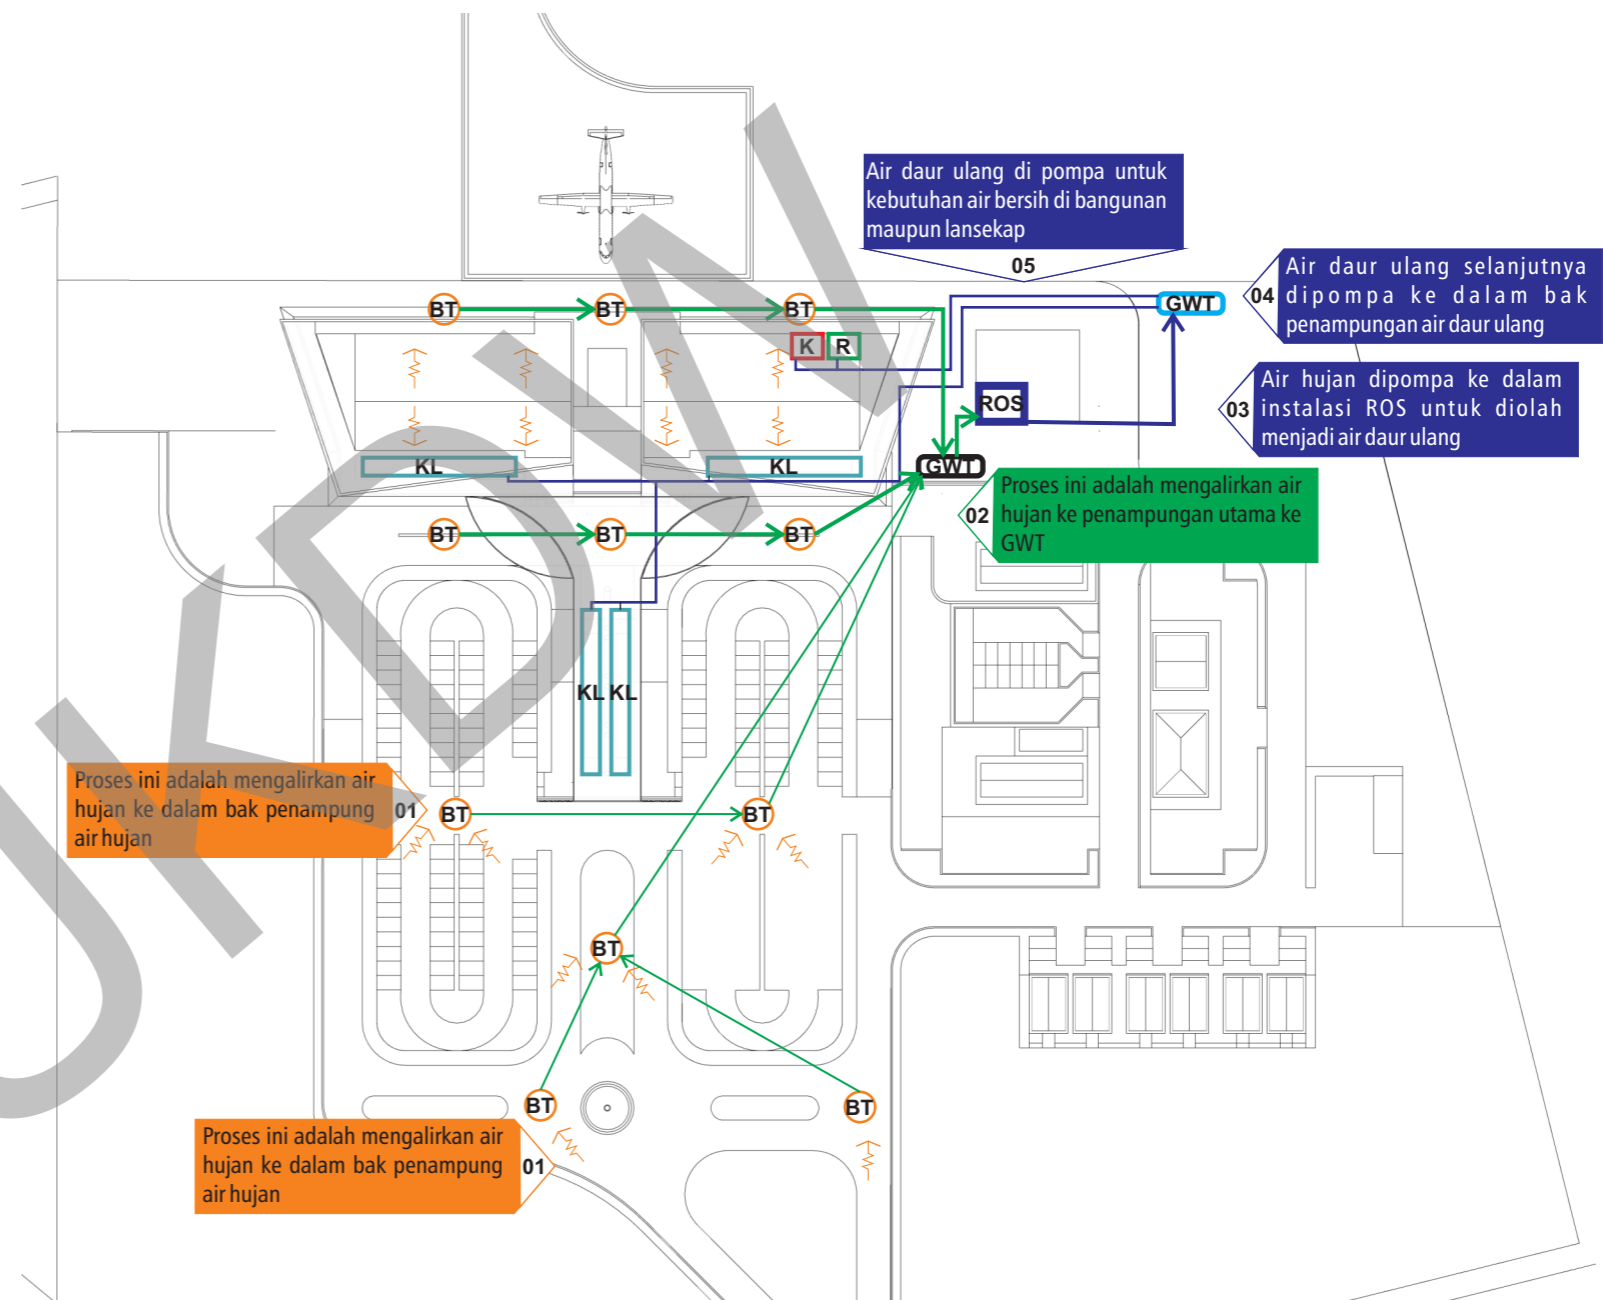 Air daur ulang di pompa untuk
kebutuhan air bersih di bangunan
maupun lansekap
05
Air daur ulang selanjutnya
dipompa ke dalam bak
penampungan air daur ulang
04
GWT
BT
BT
BT
K
R
Air hujan dipompa ke dalam
instalasi ROS untuk diolah
menjadi air daur ulang
03
ROS
KL
KL
GWT
Proses ini adalah mengalirkan air
hujan ke penampungan utama ke
GWT
02
BT
BT
BT
KL
KL
Proses ini adalah mengalirkan air
hujan ke dalam bak penampung
air hujan
01
BT
BT
BT
BT
BT
Proses ini adalah mengalirkan air
hujan ke dalam bak penampung
air hujan
01
UKDW